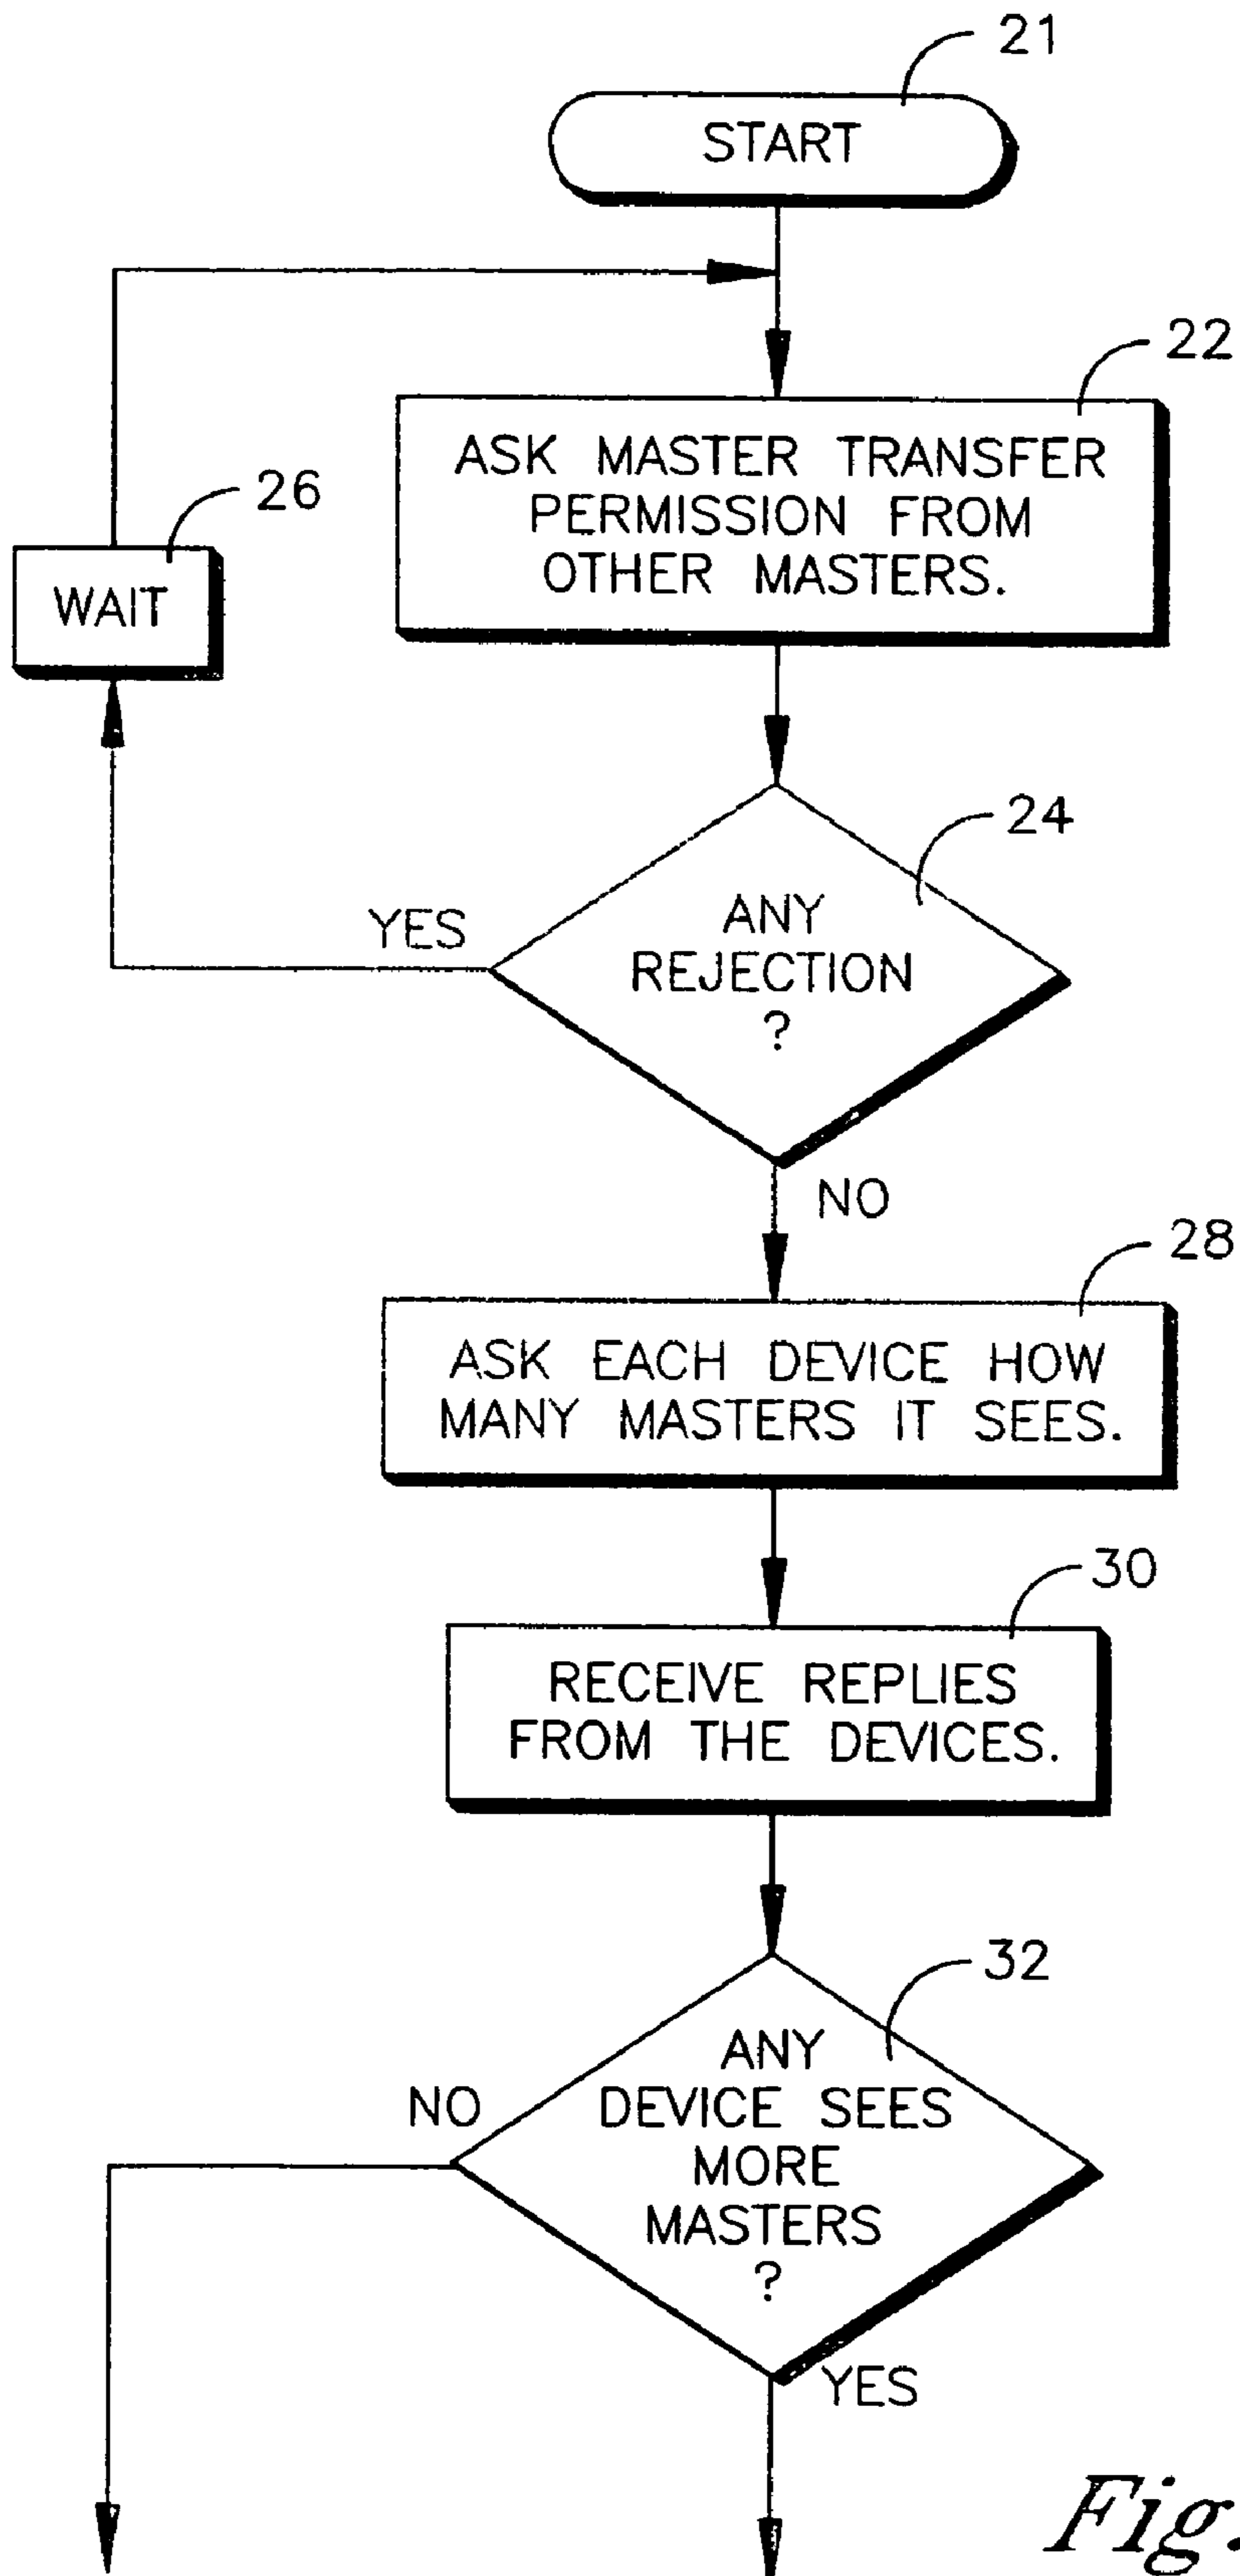 21
START
22
ASK MASTER TRANSFER
PERMISSION FROM
OTHER MASTERS.
26
WAIT
24
ANY
REJECTION
?
YES
NO
28
ASK EACH DEVICE HOW
MANY MASTERS IT SEES.
30
RECEIVE REPLIES
FROM THE DEVICES.
32
ANY
DEVICE SEES
MORE
MASTERS
?
NO
YES
Fig.